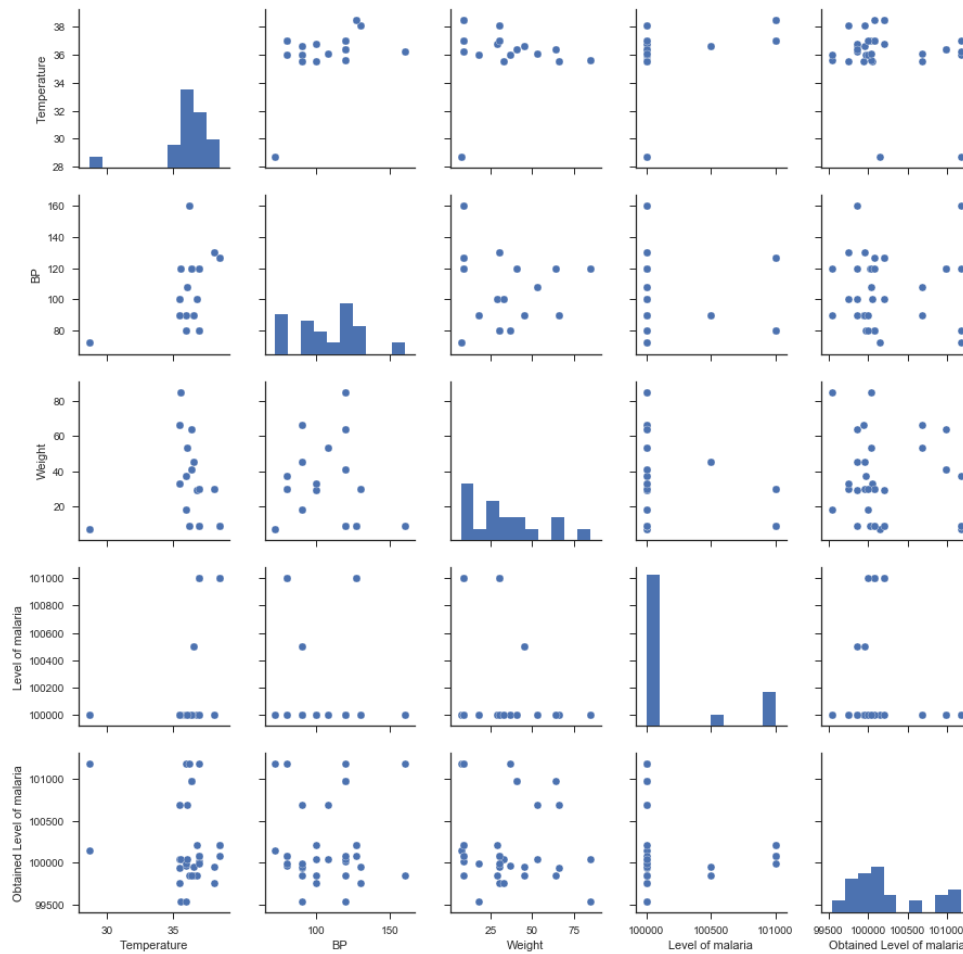 38
36
34
32
30
28
Temperature
160
140
120
100
80
BP
80
60
40
20
Weight
101000
100800
100600
100400
100200
100000
Level of malaria
101000
100500
100000
99500
Obtained Level of malaria
30 35
Temperature
100 150
BP
25 50 75
Weight
100000 100500 101000
Level of malaria
99500 100000 100500 101000
Obtained Level of malaria